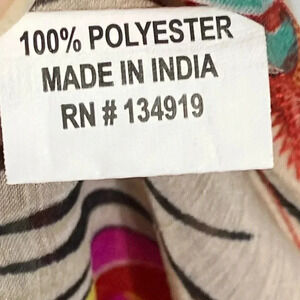 100% POLYESTER
MADE IN INDIA
RN # 134919